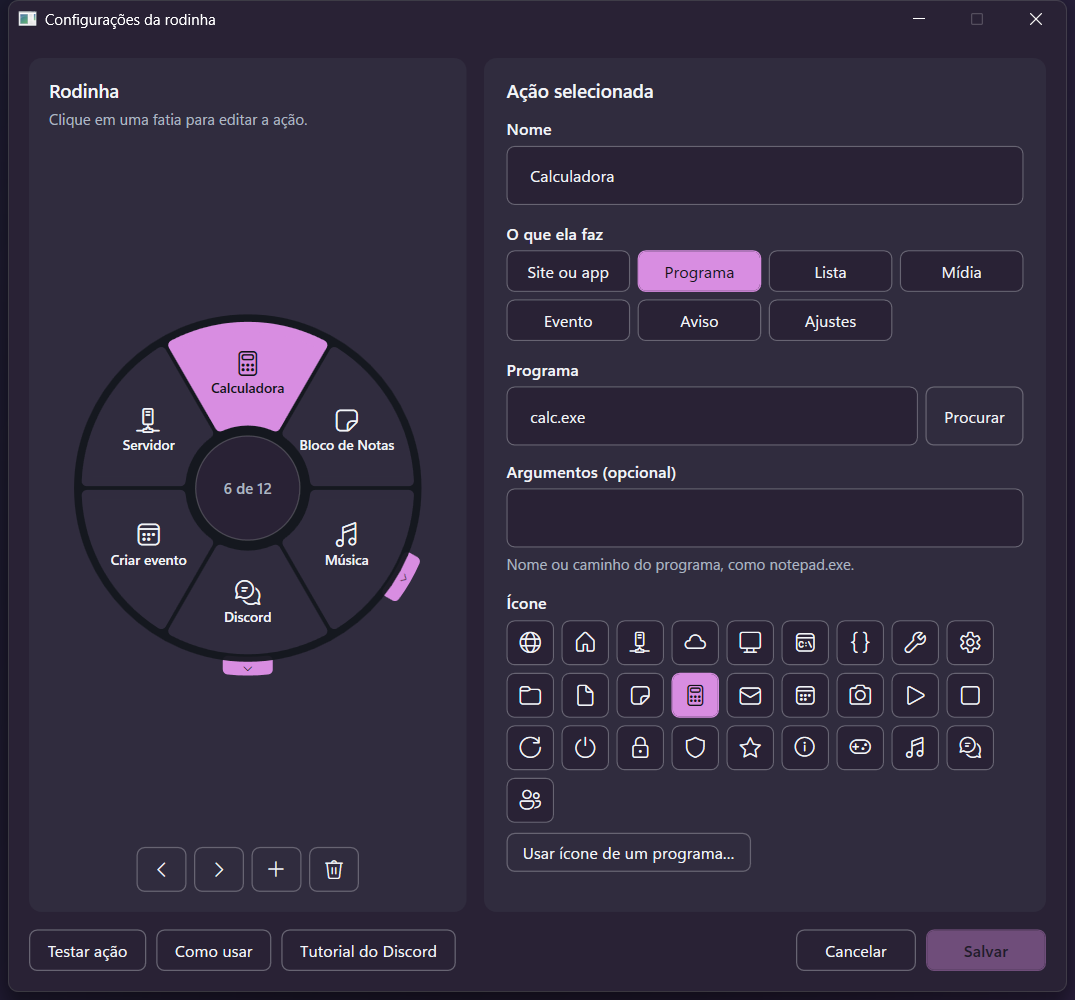 Configurações da rodinha
Rodinha
Clique em uma fatia para editar a ação.
Calculadora
Servidor
Bloco de Notas
6 de 12
Criar evento
Música
Discord
Ação selecionada
Nome
Calculadora
O que ela faz
Site ou app
Programa
Lista
Mídia
Evento
Aviso
Ajustes
Programa
calc.exe
Procurar
Argumentos (opcional)
Nome ou caminho do programa, como notepad.exe.
Ícone
C:\
{}
Usar ícone de um programa...
Testar ação
Como usar
Tutorial do Discord
Cancelar
Salvar